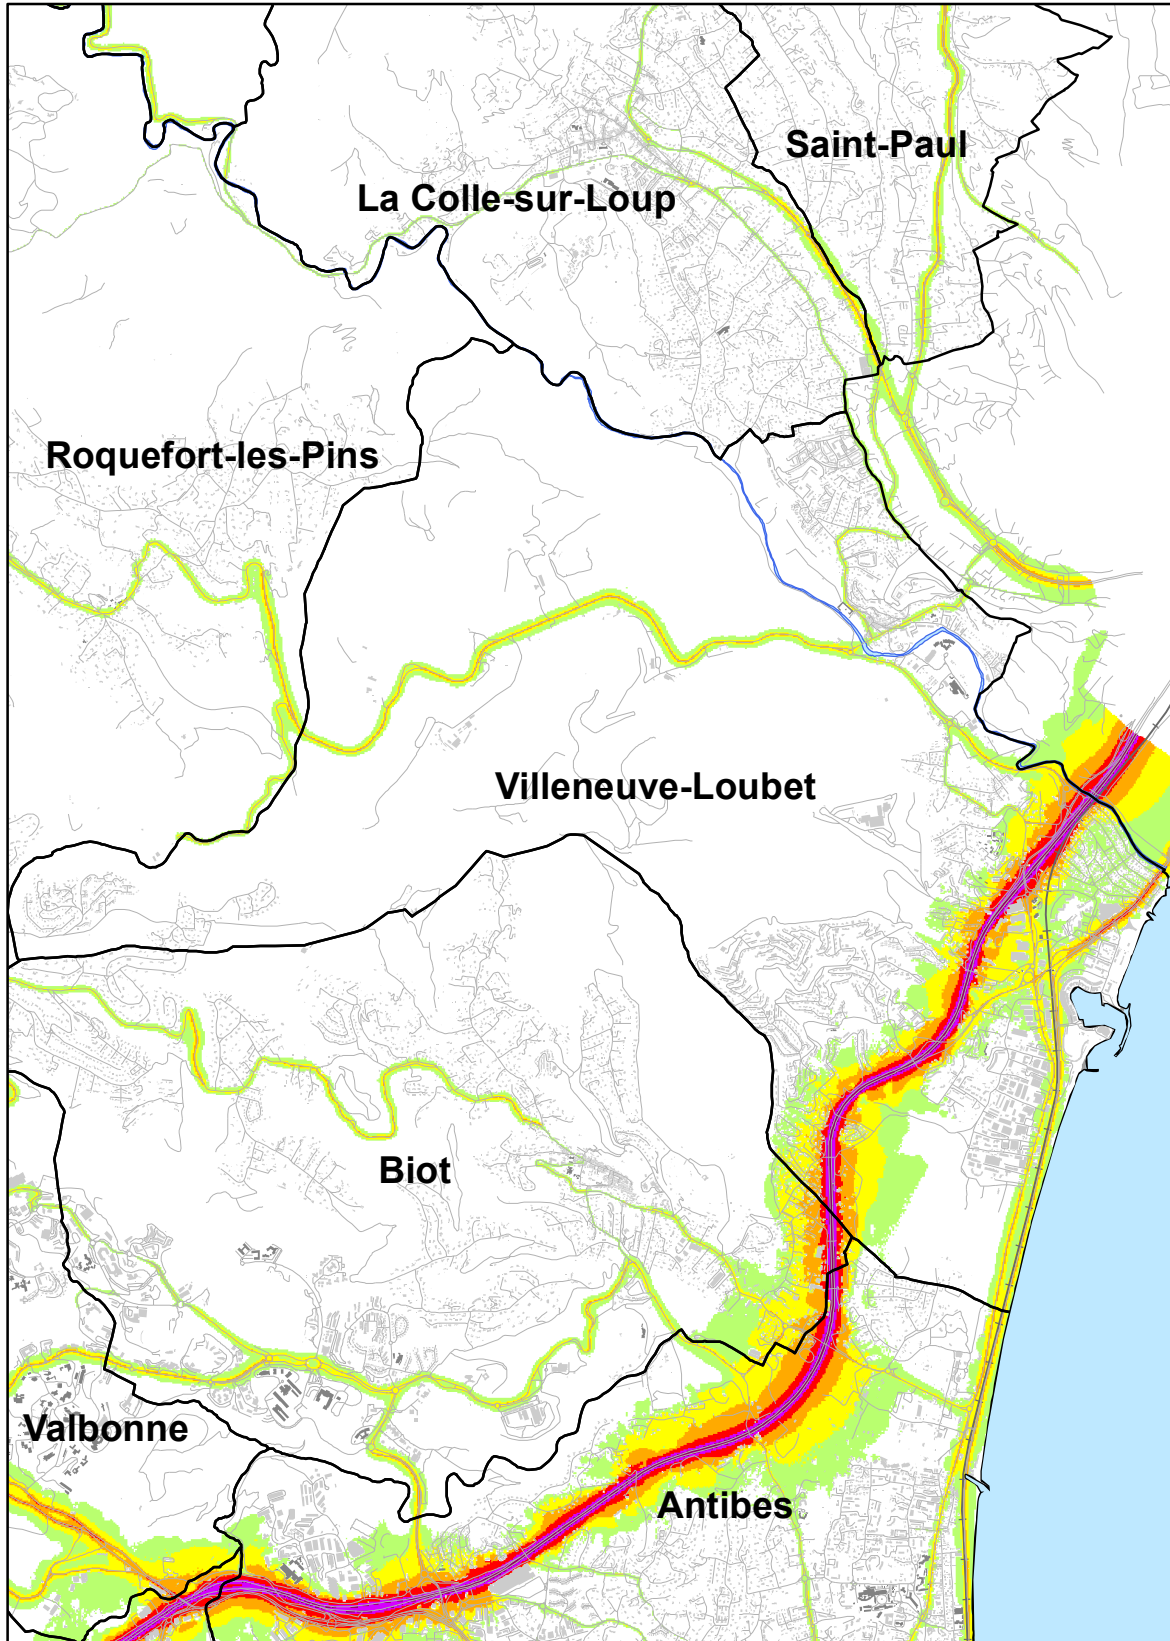 Saint-Paul
La Colle-sur-Loup
Roquefort-les-Pins
Villeneuve-Loubet
Biot
Valbonne
Antibes